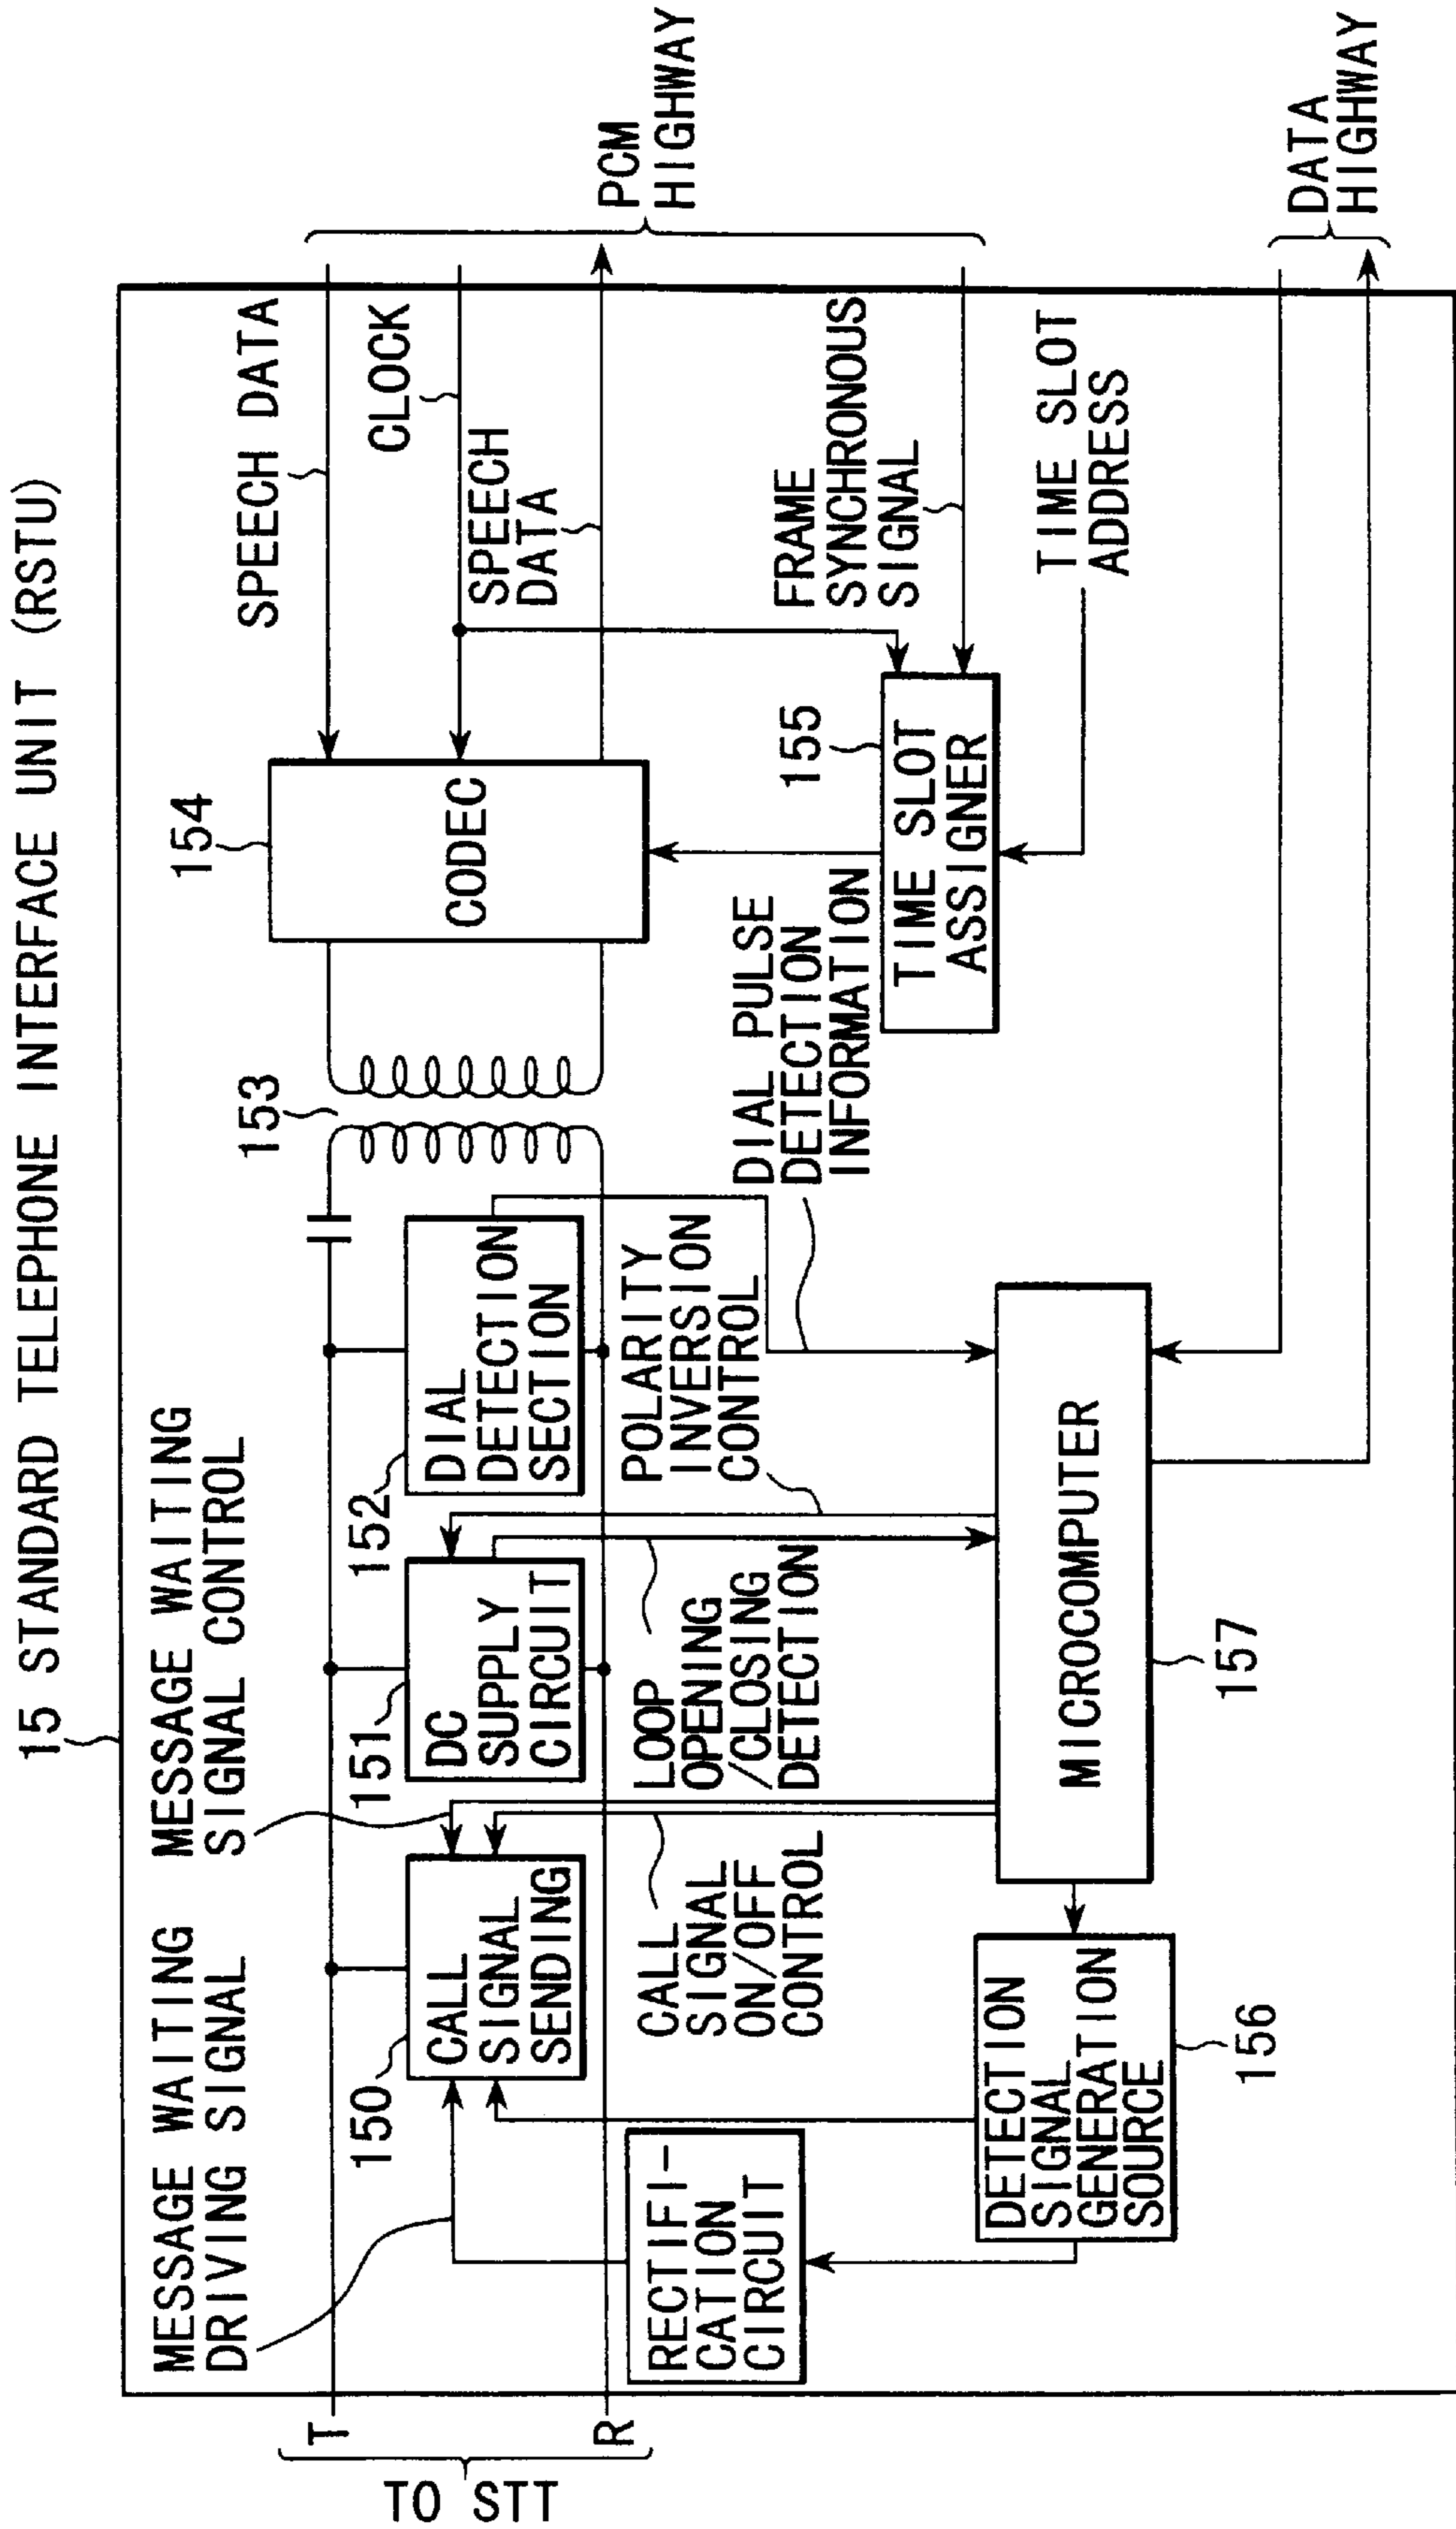 15 STANDARD TELEPHONE INTERFACE UNIT (RSTU)
MESSAGE WAITING
DRIVING SIGNAL
MESSAGE WAITING
SIGNAL CONTROL
TO STT
T
R
150
CALL
SIGNAL
SENDING
151
DC
SUPPLY
CIRCUIT
152
DIAL
DETECTION
SECTION
153
154
CODEC
SPEECH DATA
CLOCK
SPEECH
DATA
PCM
HIGHWAY
RECTIFI-
CATION
CIRCUIT
CALL
SIGNAL
ON/OFF
CONTROL
LOOP
OPENING
/CLOSING
DETECTION
POLARITY
INVERSION
CONTROL
DIAL PULSE
DETECTION
INFORMATION
155
TIME SLOT
ASSIGNER
FRAME
SYNCHRONOUS
SIGNAL
TIME SLOT
ADDRESS
DETECTION
SIGNAL
GENERATION
SOURCE
156
MICROCOMPUTER
157
DATA
HIGHWAY